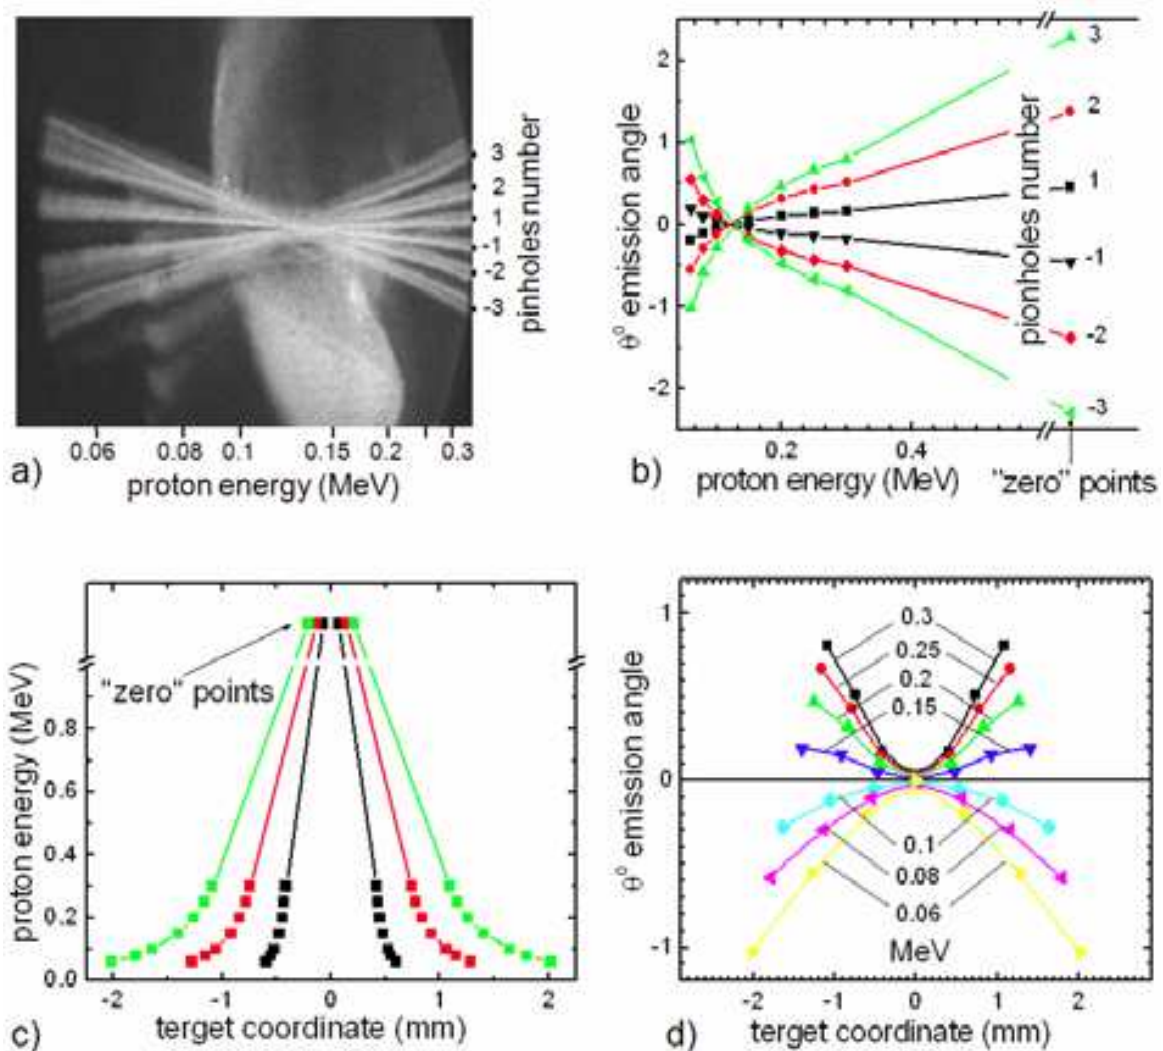 3
2
1
-1
-2
-3
pinholes number
0.06 0.08 0.1 0.15 0.2 0.3
proton energy (MeV)
a)
2
1
0
-1
-2
θ⁰ emission angle
3
2
1
-1
-2
-3
pionholes number
0.2 0.4
proton energy (MeV)
"zero" points
b)
0.8
0.6
0.4
0.2
0.0
proton energy (MeV)
"zero" points
-2 -1 0 1 2
terget coordinate (mm)
c)
1
0
-1
θ⁰ emission angle
0.3
0.25
0.2
0.15
0.1
0.08
0.06
MeV
-2 -1 0 1 2
terget coordinate (mm)
d)